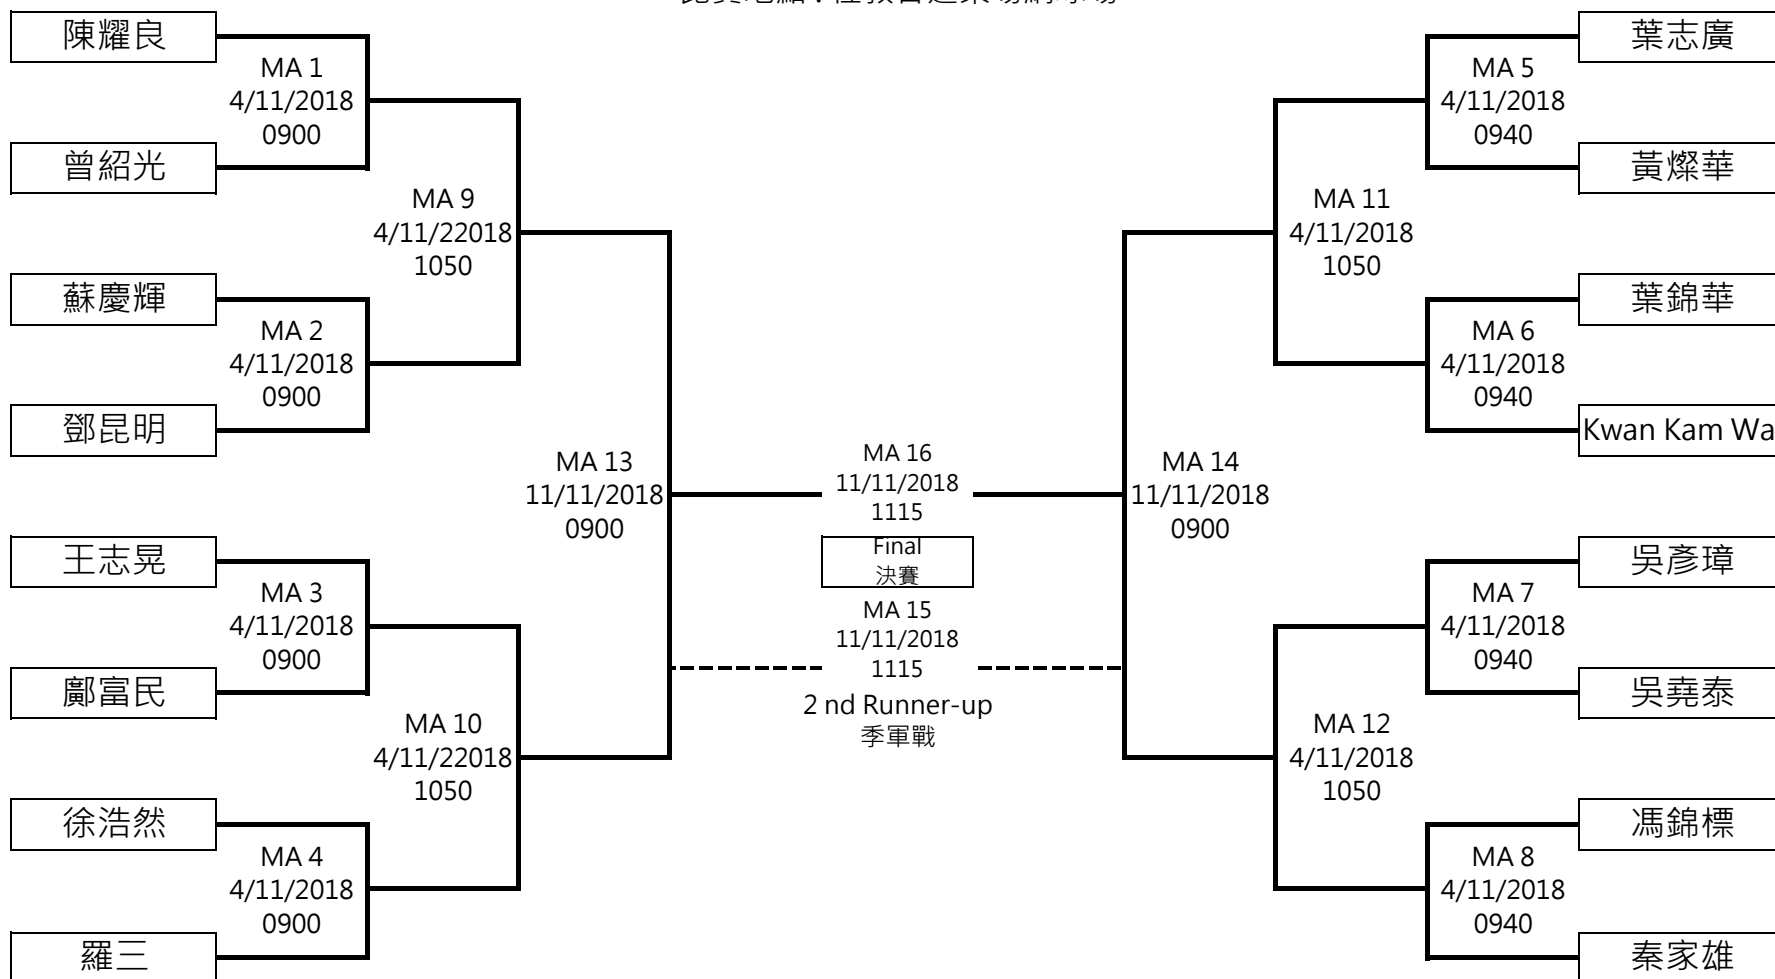 陳耀良
MA 1
4/11/2018
0900
曾紹光
MA 9
4/11/22018
1050
蘇慶輝
MA 2
4/11/2018
0900
鄧昆明
MA 13
11/11/2018
0900
王志晃
MA 3
4/11/2018
0900
鄺富民
MA 10
4/11/22018
1050
徐浩然
MA 4
4/11/2018
0900
羅三
MA 16
11/11/2018
1115
Final
決賽
MA 15
11/11/2018
1115
2 nd Runner-up
季軍戰
葉志廣
MA 5
4/11/2018
0940
黃燦華
MA 11
4/11/2018
1050
葉錦華
MA 6
4/11/2018
0940
Kwan Kam Wa
MA 14
11/11/2018
0900
吳彥璋
MA 7
4/11/2018
0940
吳堯泰
MA 12
4/11/2018
1050
馮錦標
MA 8
4/11/2018
0940
秦家雄